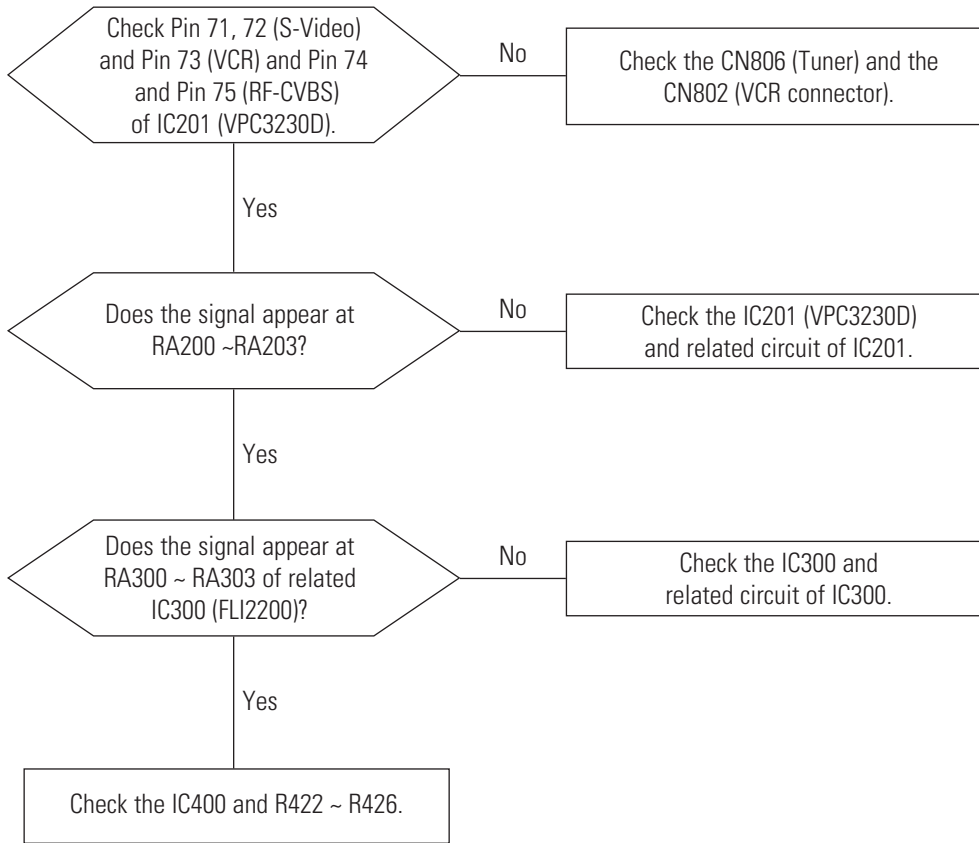 Check Pin 71, 72 (S-Video)
and Pin 73 (VCR) and Pin 74
and Pin 75 (RF-CVBS)
of IC201 (VPC3230D).
No
Check the CN806 (Tuner) and the
CN802 (VCR connector).
Yes
Does the signal appear at
RA200 ~RA203?
No
Check the IC201 (VPC3230D)
and related circuit of IC201.
Yes
Does the signal appear at
RA300 ~ RA303 of related
IC300 (FLI2200)?
No
Check the IC300 and
related circuit of IC300.
Yes
Check the IC400 and R422 ~ R426.